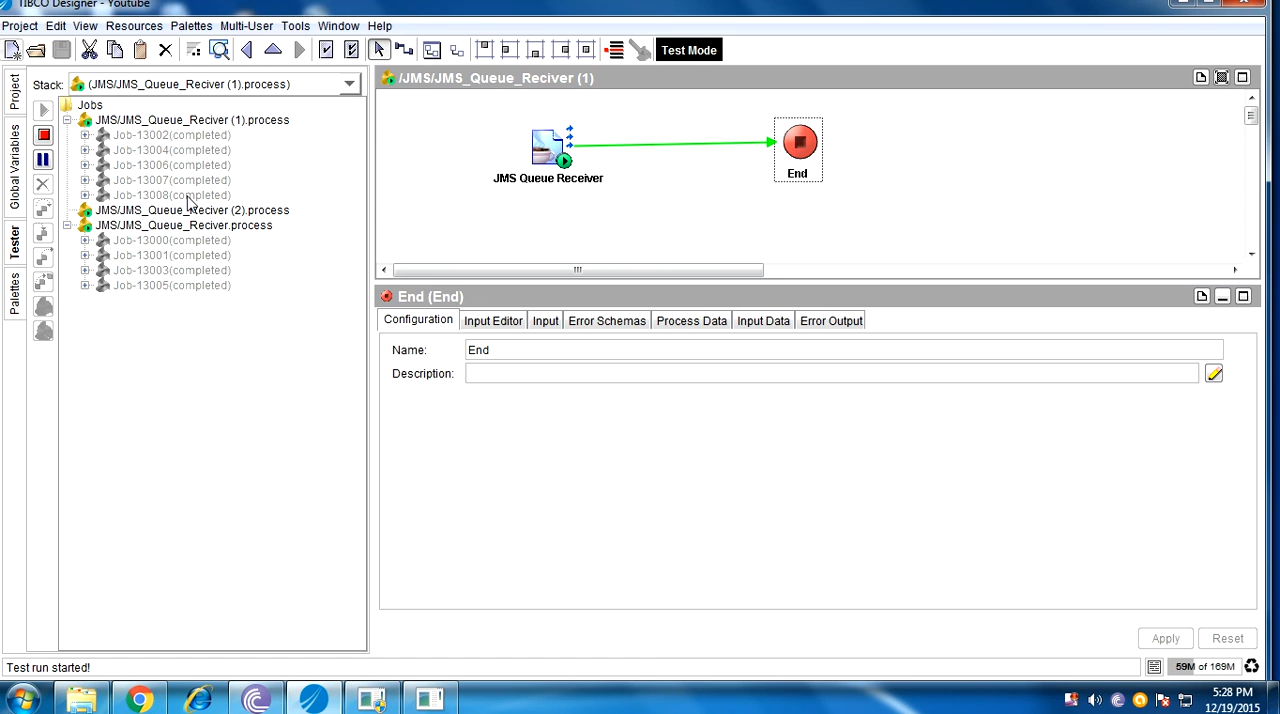 TIBCO Designer - Youtube
Project Edit View Resources Palettes Multi-User Tools Window Help
Test Mode
Stack: (JMS/JMS_Queue_Reciver (1).process)
Project
Global Variables
Tester
Palettes
Jobs
JMS/JMS_Queue_Reciver (1).process
Job-13002(completed)
Job-13004(completed)
Job-13006(completed)
Job-13007(completed)
Job-13008(completed)
JMS/JMS_Queue_Reciver (2).process
JMS/JMS_Queue_Reciver.process
Job-13000(completed)
Job-13001(completed)
Job-13003(completed)
Job-13005(completed)
/JMS/JMS_Queue_Reciver (1)
JMS Queue Receiver
End
End (End)
Configuration Input Editor Input Error Schemas Process Data Input Data Error Output
Name: End
Description:
Apply Reset
Test run started!
59M of 169M
5:28 PM
12/19/2015